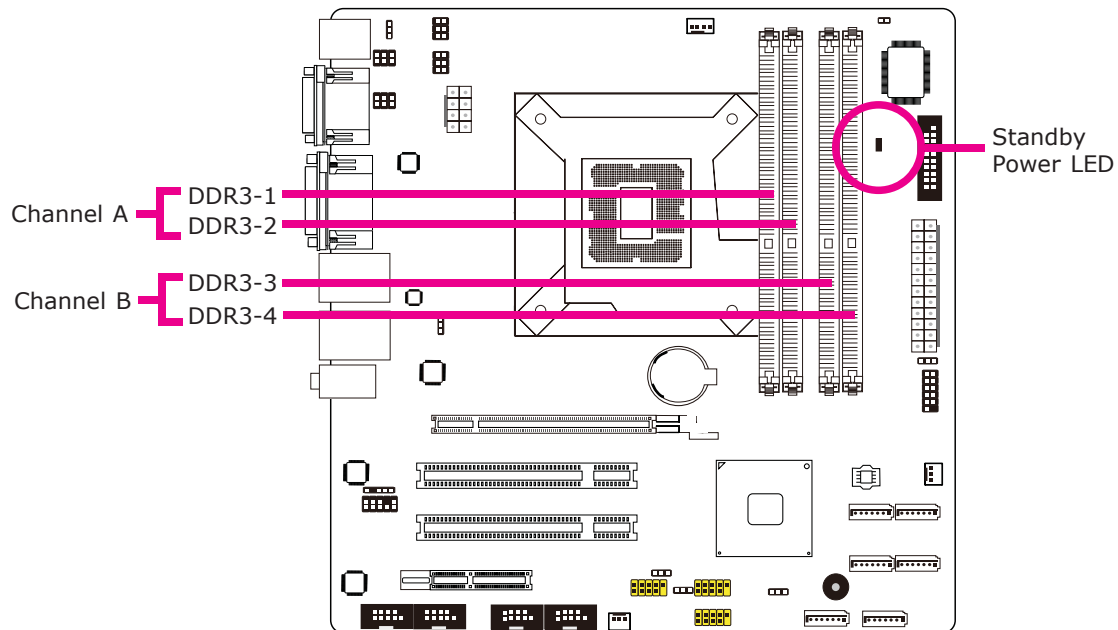 Standby
Power LED
Channel A
DDR3-1
DDR3-2
Channel B
DDR3-3
DDR3-4